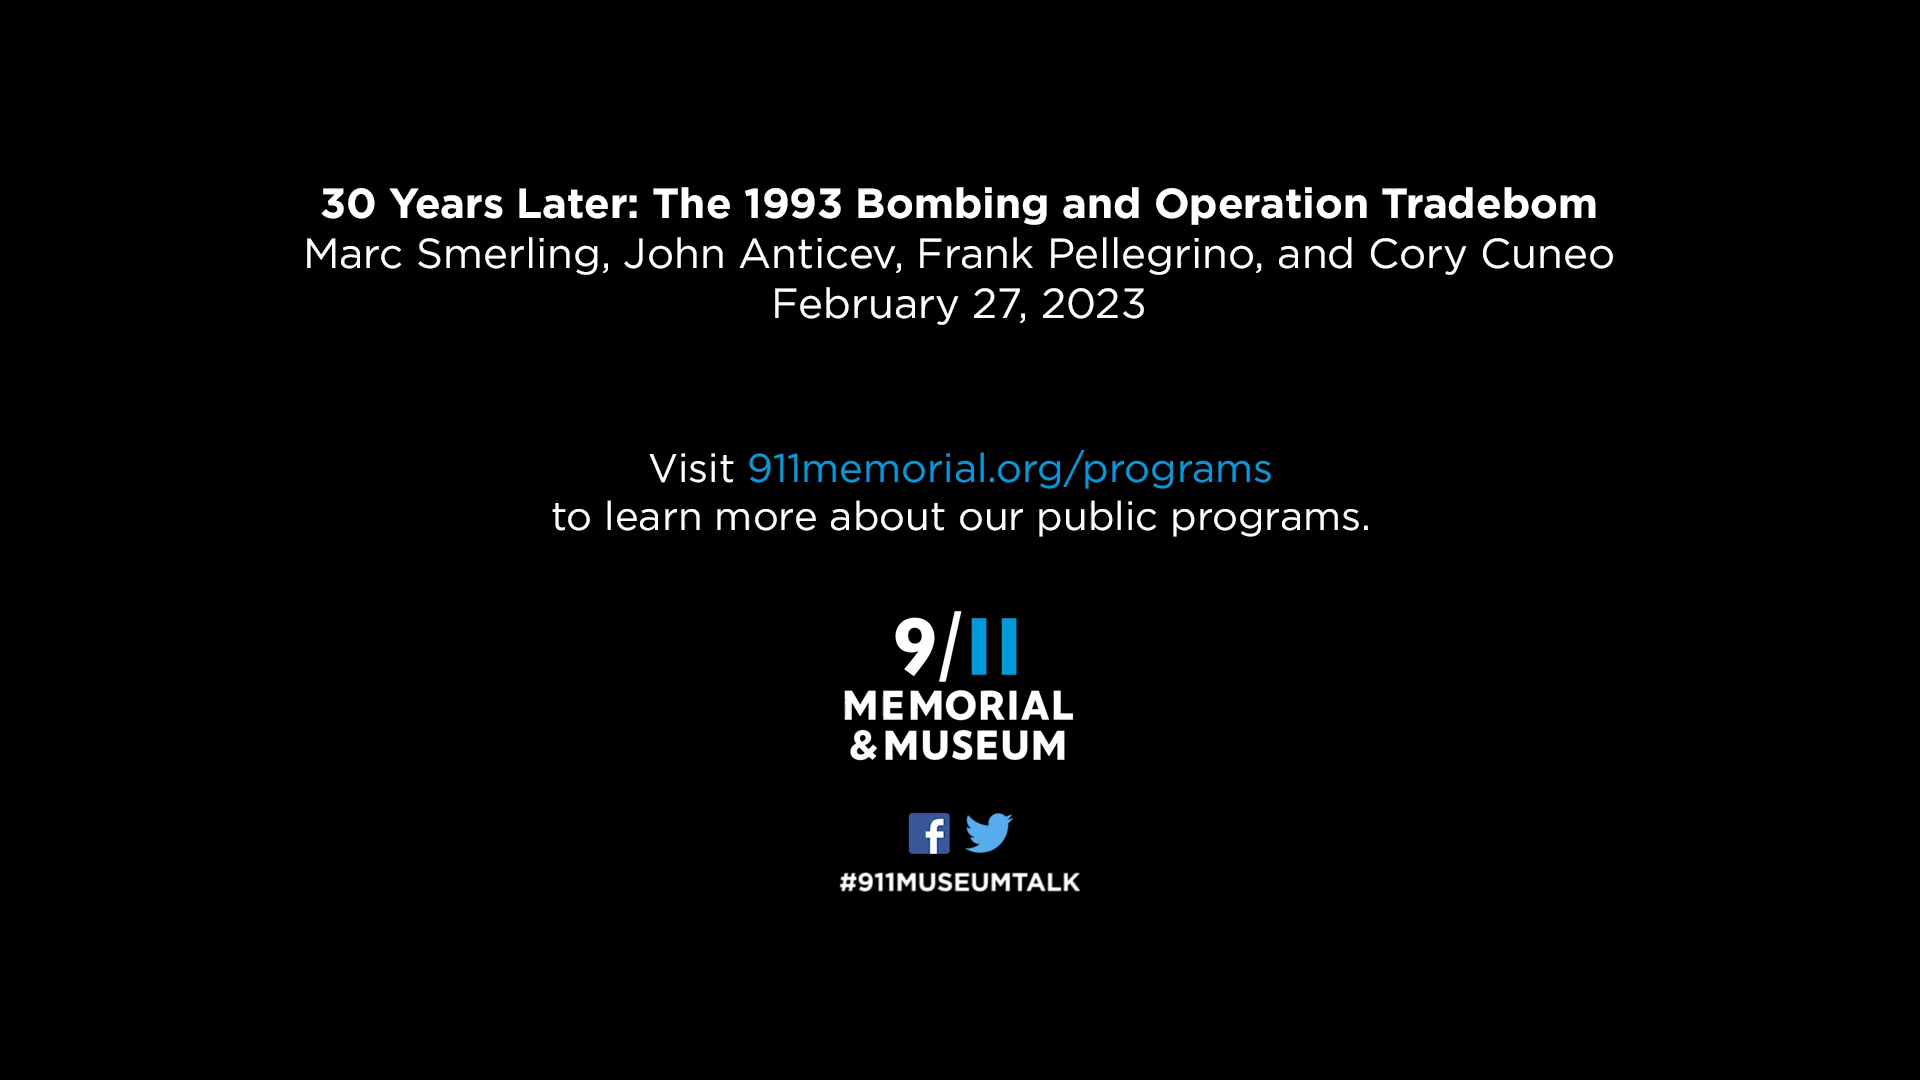 30 Years Later: The 1993 Bombing and Operation Tradebom
Marc Smerling, John Anticev, Frank Pellegrino, and Cory Cuneo
February 27, 2023
Visit 911memorial.org/programs
to learn more about our public programs.
9/11
MEMORIAL
& MUSEUM
#911MUSEUMTALK